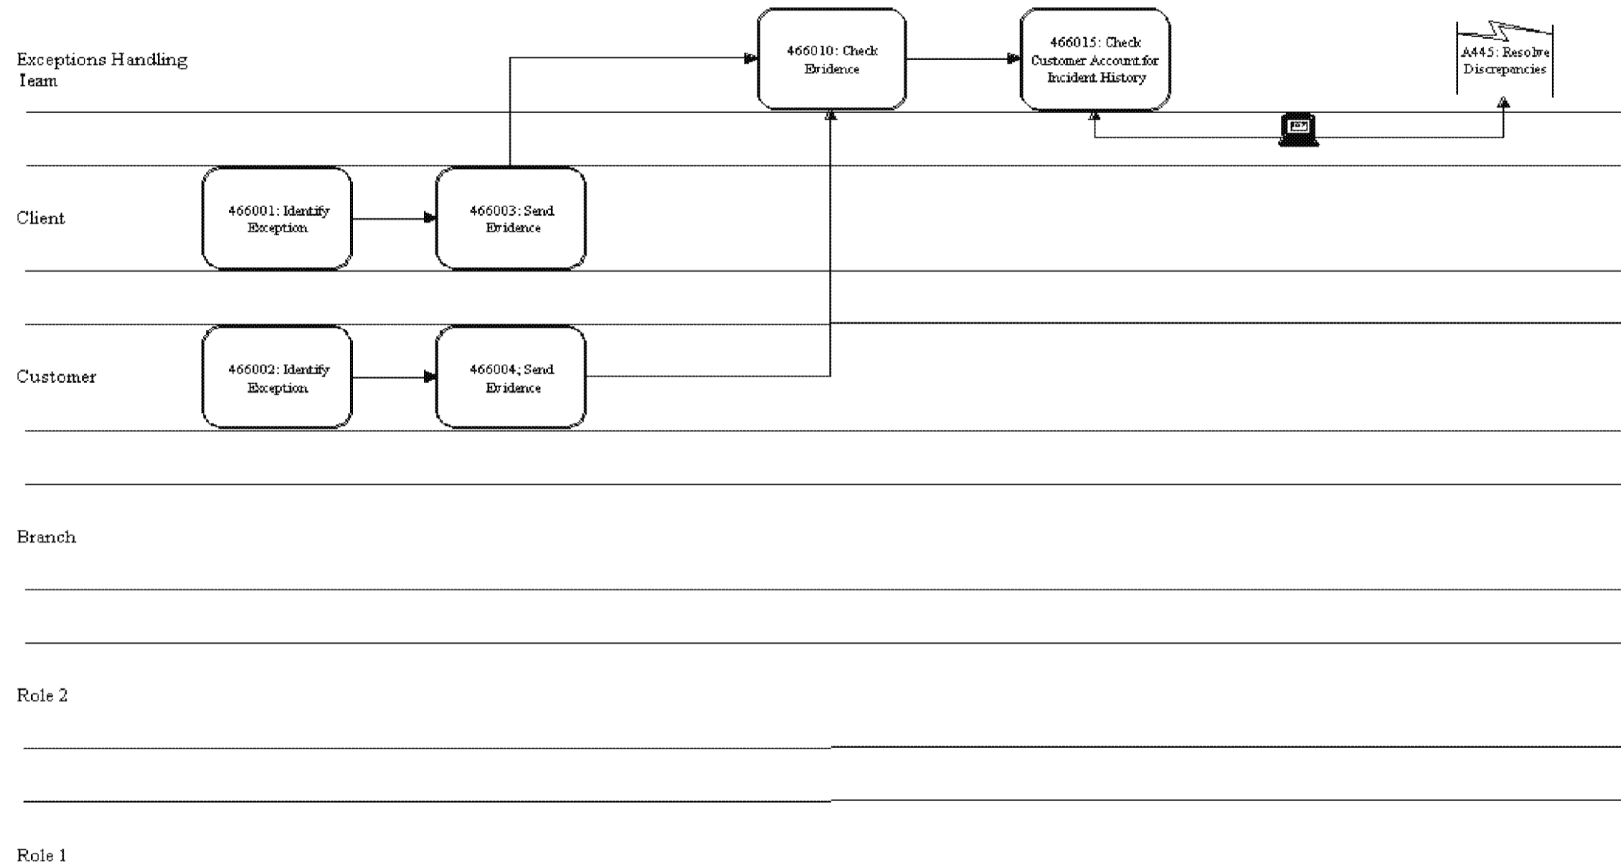 Exceptions Handling
Team
466010: Check
Evidence
466015: Check
Customer Account for
Incident History
A445: Resolve
Discrepancies
Client
466001: Identify
Exception
466003: Send
Evidence
Customer
466002: Identify
Exception
466004; Send
Evidence
Branch
Role 2
Role 1